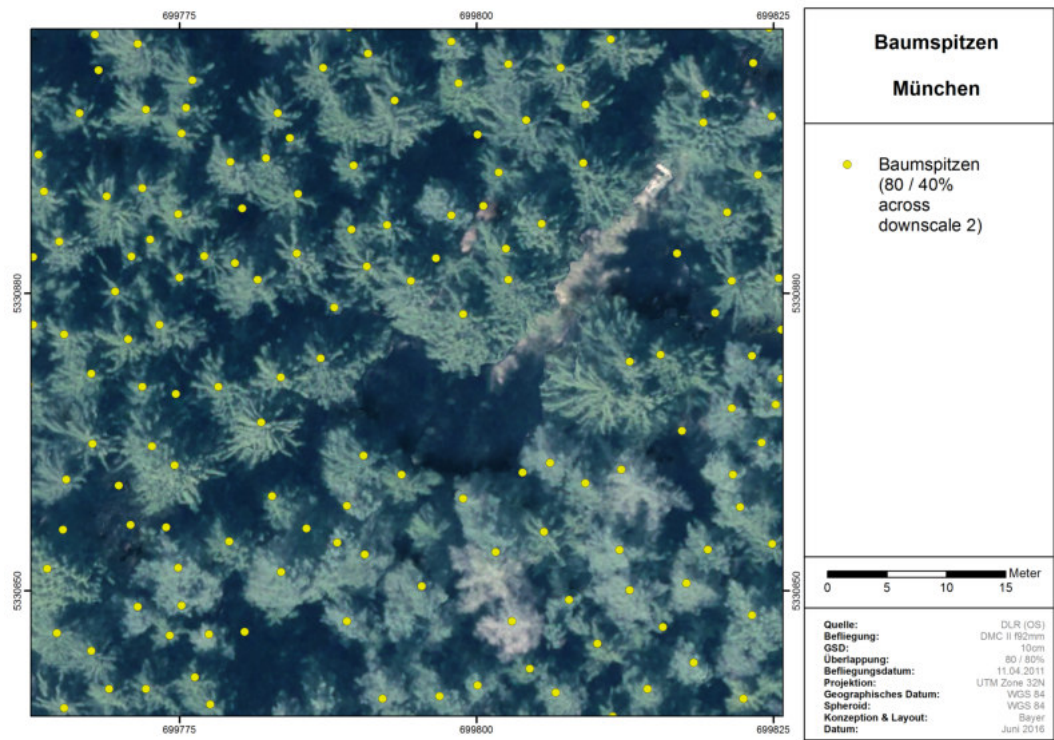 699775 699800 699825
5330880 5330880
5330850 5330850
699775 699800 699825
Baumspitzen
München
Baumspitzen
(80 / 40%
across
downscale 2)
Meter
0 5 10 15
Quelle: DLR (OS)
Befliegung: DMC II f92mm
GSD: 10cm
Überlappung: 80 / 80%
Befliegungsdatum: 11.04.2011
Projektion: UTM Zone 32N
Geographisches Datum: WGS 84
Spheroid: WGS 84
Konzeption & Layout: Bayer
Datum: Juni 2016